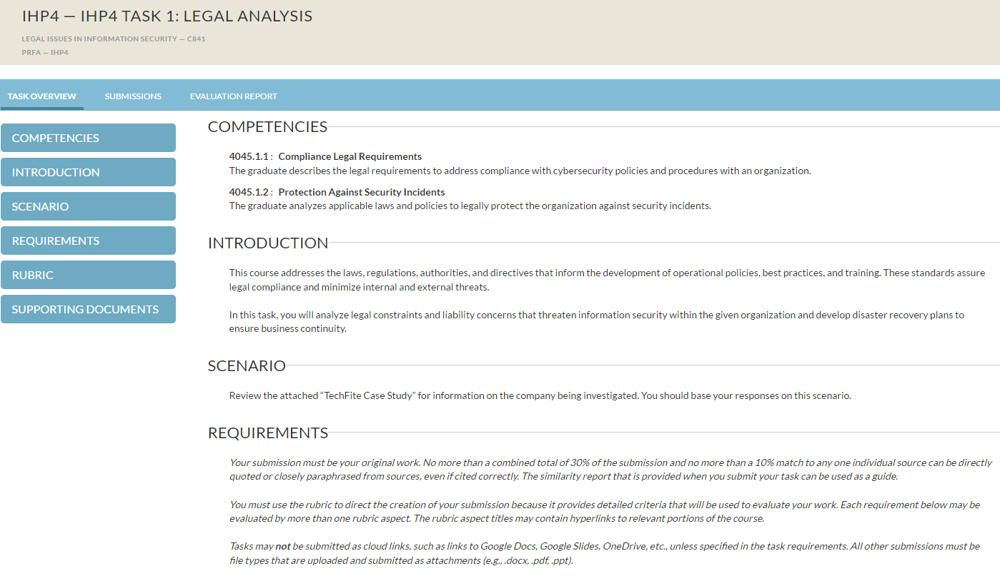 IHP4 — IHP4 TASK 1: LEGAL ANALYSIS
LEGAL ISSUES IN INFORMATION SECURITY — C841
PRFA — IHP4
TASK OVERVIEW
SUBMISSIONS
EVALUATION REPORT
COMPETENCIES
INTRODUCTION
SCENARIO
REQUIREMENTS
RUBRIC
SUPPORTING DOCUMENTS
COMPETENCIES
4045.1.1 : Compliance Legal Requirements
The graduate describes the legal requirements to address compliance with cybersecurity policies and procedures with an organization.
4045.1.2 : Protection Against Security Incidents
The graduate analyzes applicable laws and policies to legally protect the organization against security incidents.
INTRODUCTION
This course addresses the laws, regulations, authorities, and directives that inform the development of operational policies, best practices, and training. These standards assure
legal compliance and minimize internal and external threats.
In this task, you will analyze legal constraints and liability concerns that threaten information security within the given organization and develop disaster recovery plans to
ensure business continuity.
SCENARIO
Review the attached “TechFite Case Study” for information on the company being investigated. You should base your responses on this scenario.
REQUIREMENTS
Your submission must be your original work. No more than a combined total of 30% of the submission and no more than a 10% match to any one individual source can be directly
quoted or closely paraphrased from sources, even if cited correctly. The similarity report that is provided when you submit your task can be used as a guide.
You must use the rubric to direct the creation of your submission because it provides detailed criteria that will be used to evaluate your work. Each requirement below may be
evaluated by more than one rubric aspect. The rubric aspect titles may contain hyperlinks to relevant portions of the course.
Tasks may not be submitted as cloud links, such as links to Google Docs, Google Slides, OneDrive, etc., unless specified in the task requirements. All other submissions must be
file types that are uploaded and submitted as attachments (e.g., .docx, .pdf, .ppt).